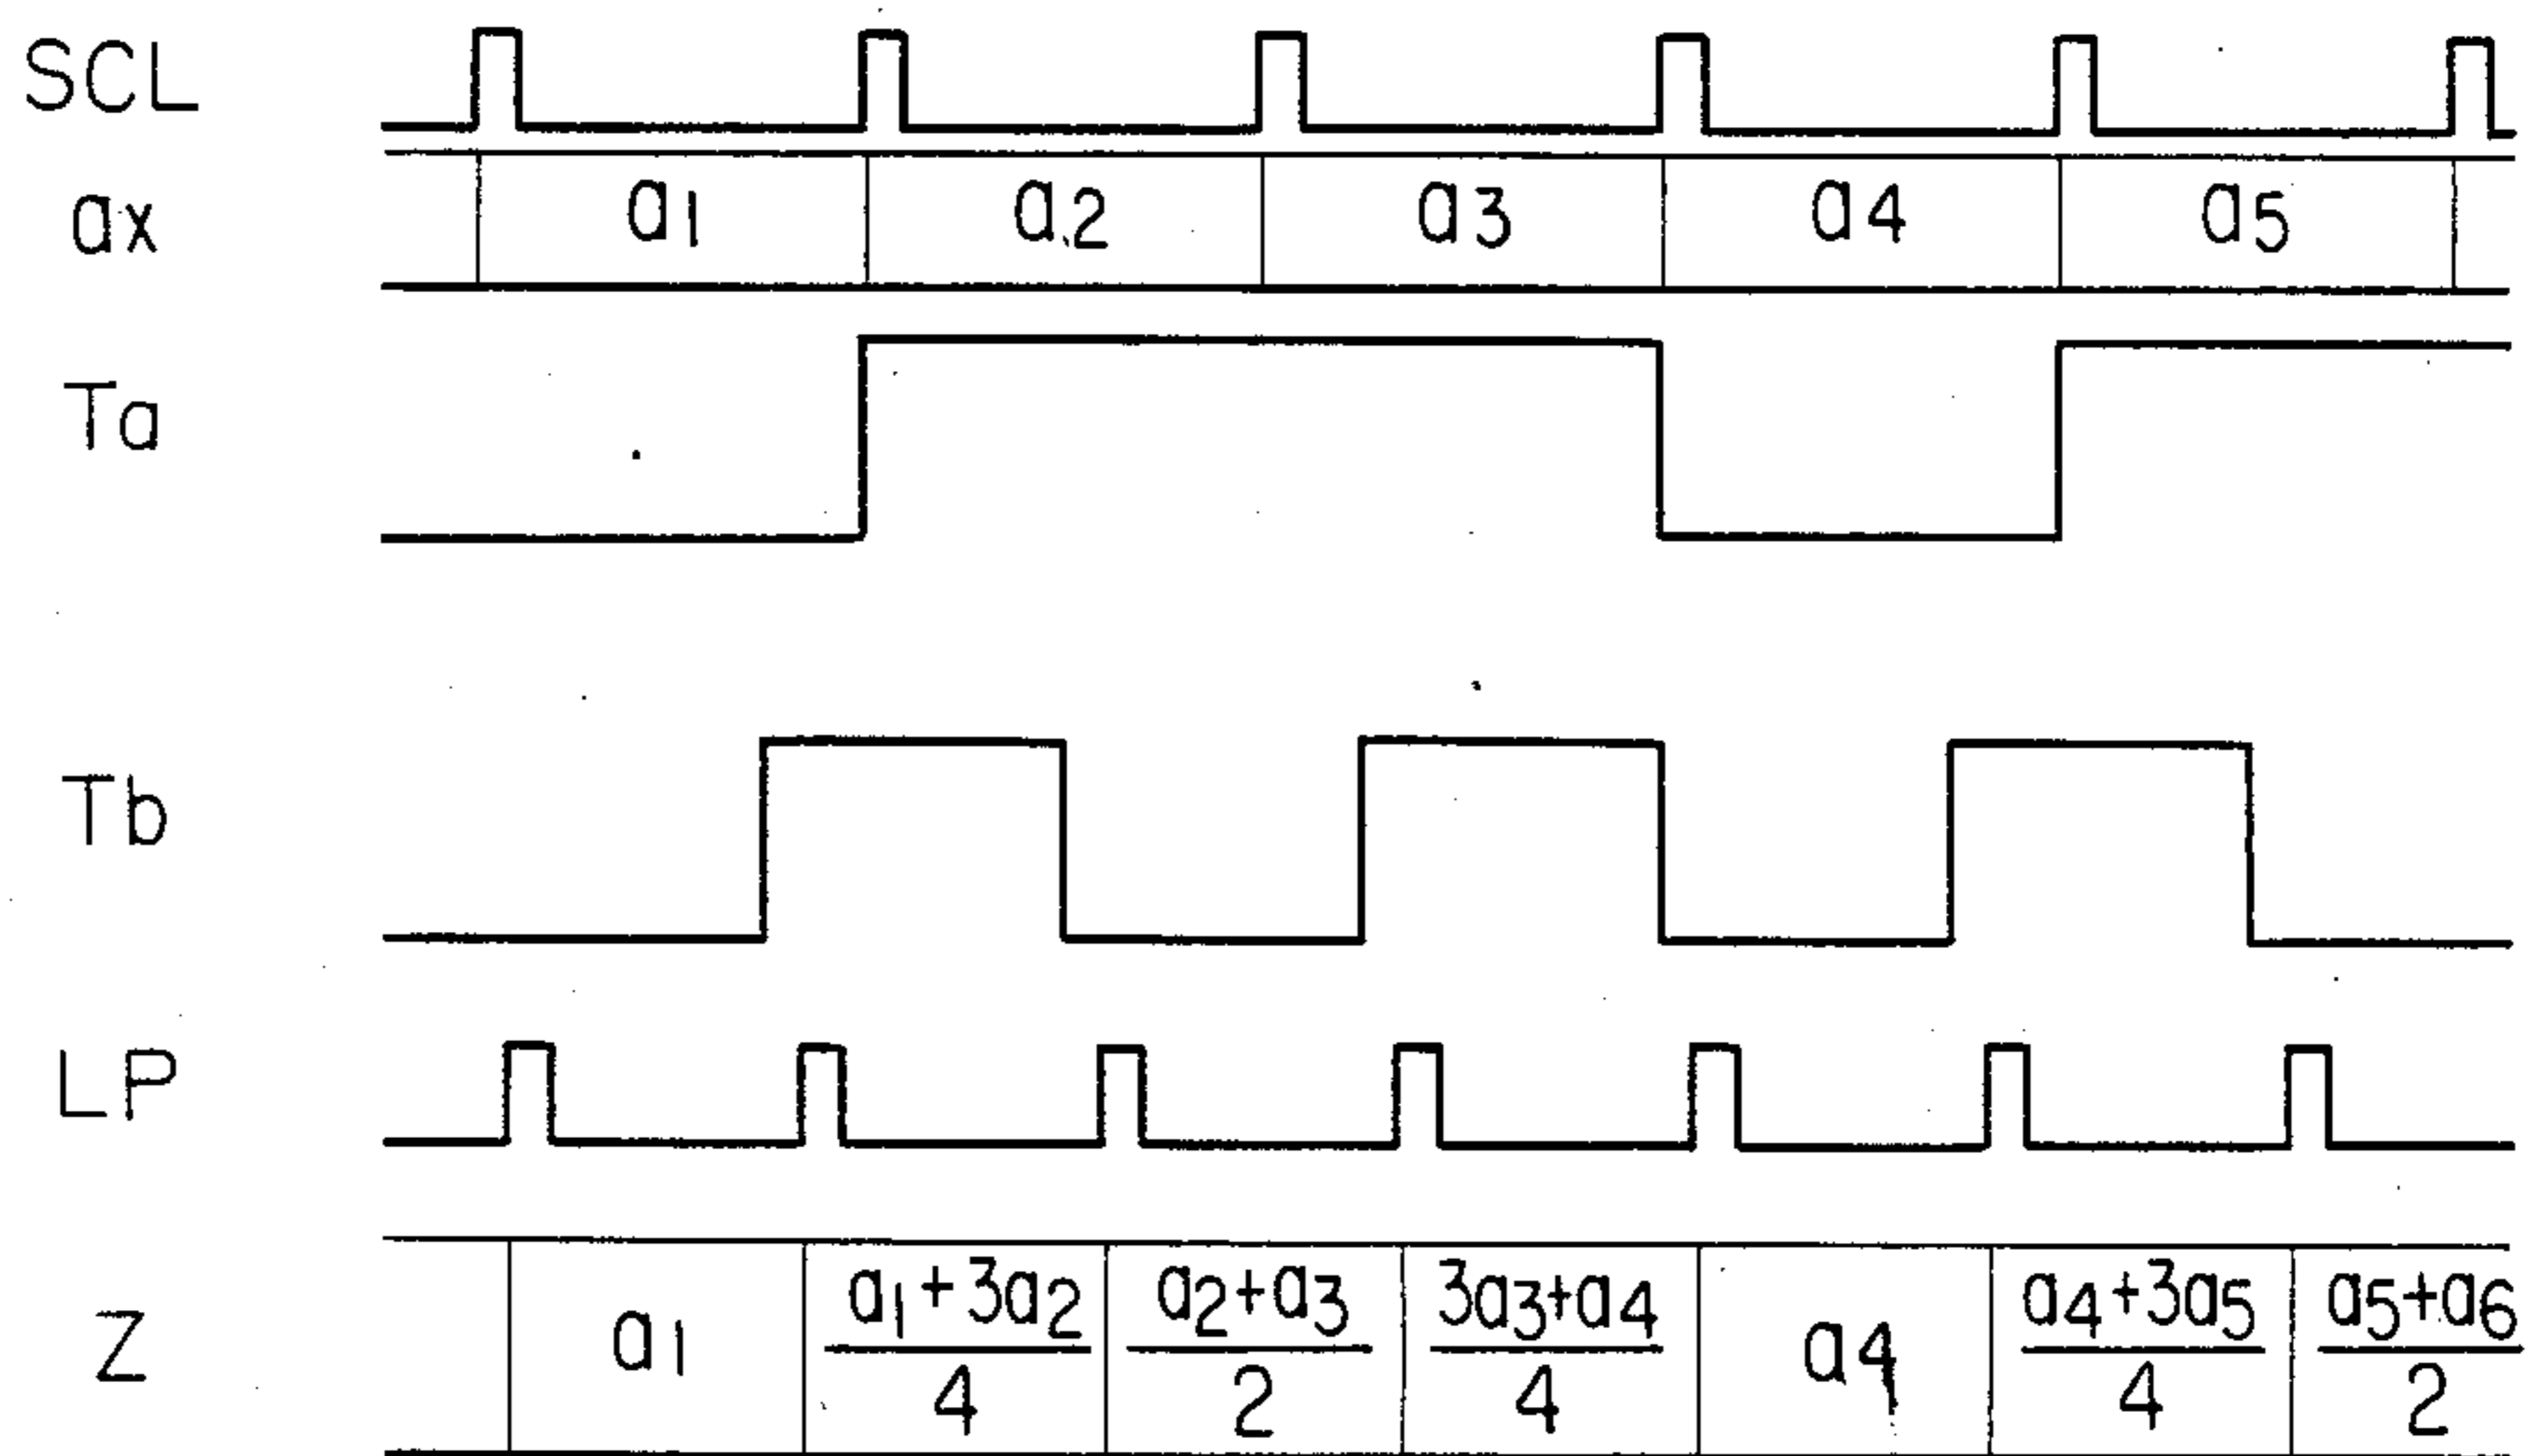 SCL
ax a1 a2 a3 a4 a5
Ta
Tb
LP
Z a1 a1+3a2/4 a2+a3/2 3a3+a4/4 a4 a4+3a5/4 a5+a6/2